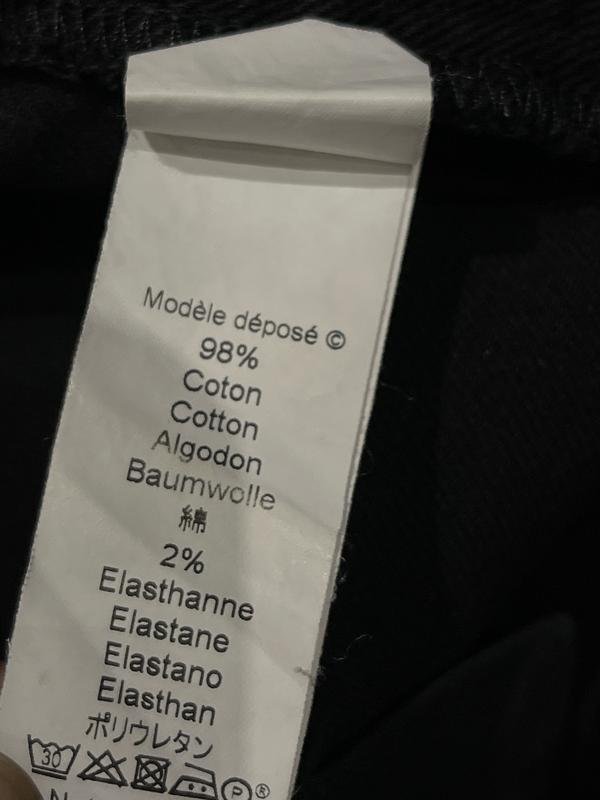 Modèle déposé ©
98%
Coton
Cotton
Algodon
Baumwolle
綿
2%
Elasthanne
Elastane
Elastano
Elasthan
ポリウレタン
30 P ®